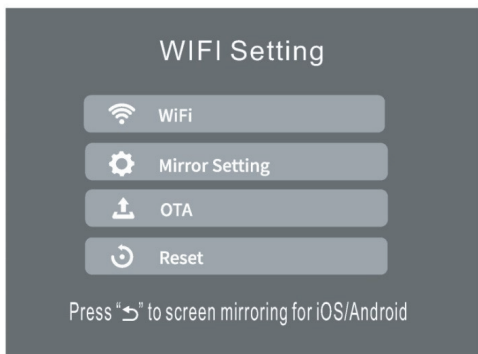 WIFI Setting
WiFi
Mirror Setting
OTA
Reset
Press “⮌” to screen mirroring for iOS/Android